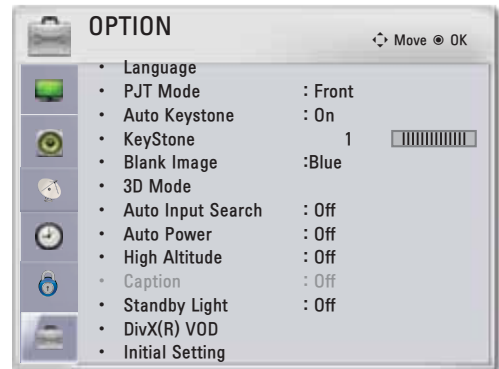 OPTION
Move ◉ OK
• Language
• PJT Mode : Front
• Auto Keystone : On
• KeyStone 1
• Blank Image :Blue
• 3D Mode
• Auto Input Search : Off
• Auto Power : Off
• High Altitude : Off
• Caption : Off
• Standby Light : Off
• DivX(R) VOD
• Initial Setting